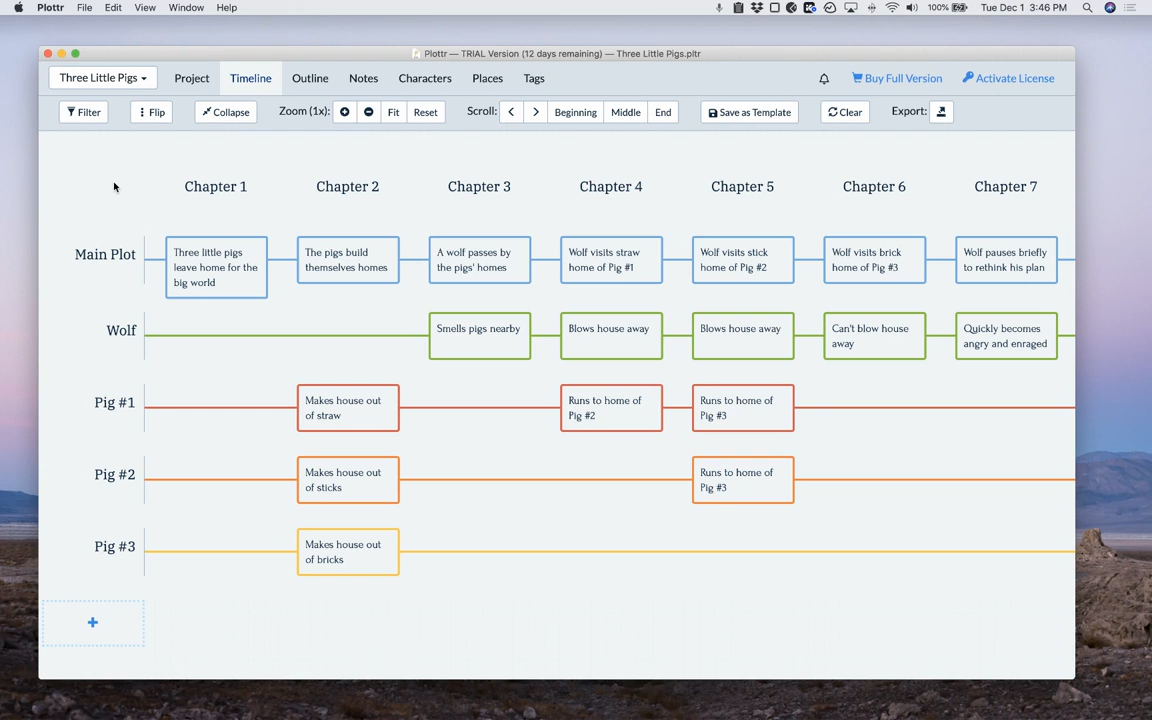 Plottr File Edit View Window Help 100% Tue Dec 1 3:46 PM
Plottr — TRIAL Version (12 days remaining) — Three Little Pigs.pltr
Three Little Pigs Project Timeline Outline Notes Characters Places Tags Buy Full Version Activate License
Filter Flip Collapse Zoom (1x): Fit Reset Scroll: Beginning Middle End Save as Template Clear Export:
Chapter 1 Chapter 2 Chapter 3 Chapter 4 Chapter 5 Chapter 6 Chapter 7
Main Plot
Three little pigs
leave home for the
big world
The pigs build
themselves homes
A wolf passes by
the pigs' homes
Wolf visits straw
home of Pig #1
Wolf visits stick
home of Pig #2
Wolf visits brick
home of Pig #3
Wolf pauses briefly
to rethink his plan
Wolf
Smells pigs nearby
Blows house away
Blows house away
Can't blow house
away
Quickly becomes
angry and enraged
Pig #1
Makes house out
of straw
Runs to home of
Pig #2
Runs to home of
Pig #3
Pig #2
Makes house out
of sticks
Runs to home of
Pig #3
Pig #3
Makes house out
of bricks
+